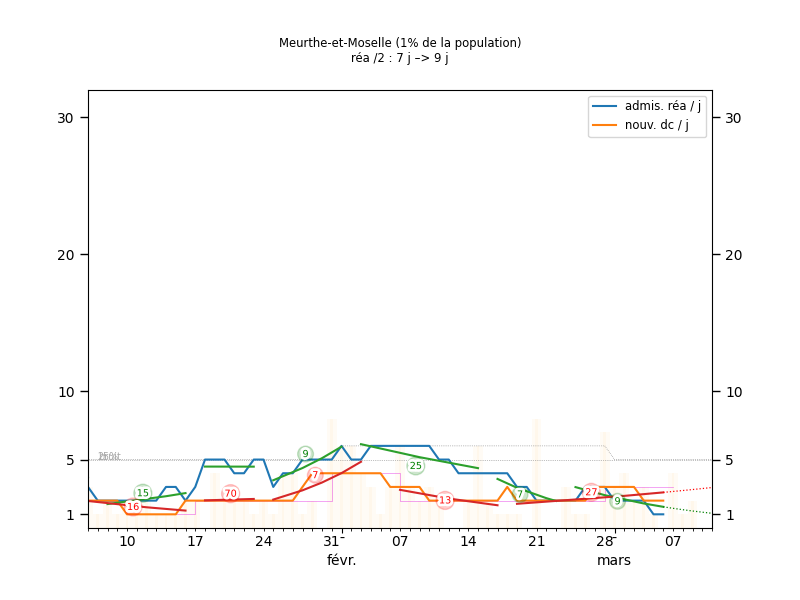 Meurthe-et-Moselle (1% de la population)
réa /2 : 7 j –> 9 j
admis. réa / j
nouv. dc / j
30 30
20 20
10 10
5 5
1 1
15 16 70 9 7 25 13 7 27 9
10 17 24 31 07 14 21 28 07
févr. mars